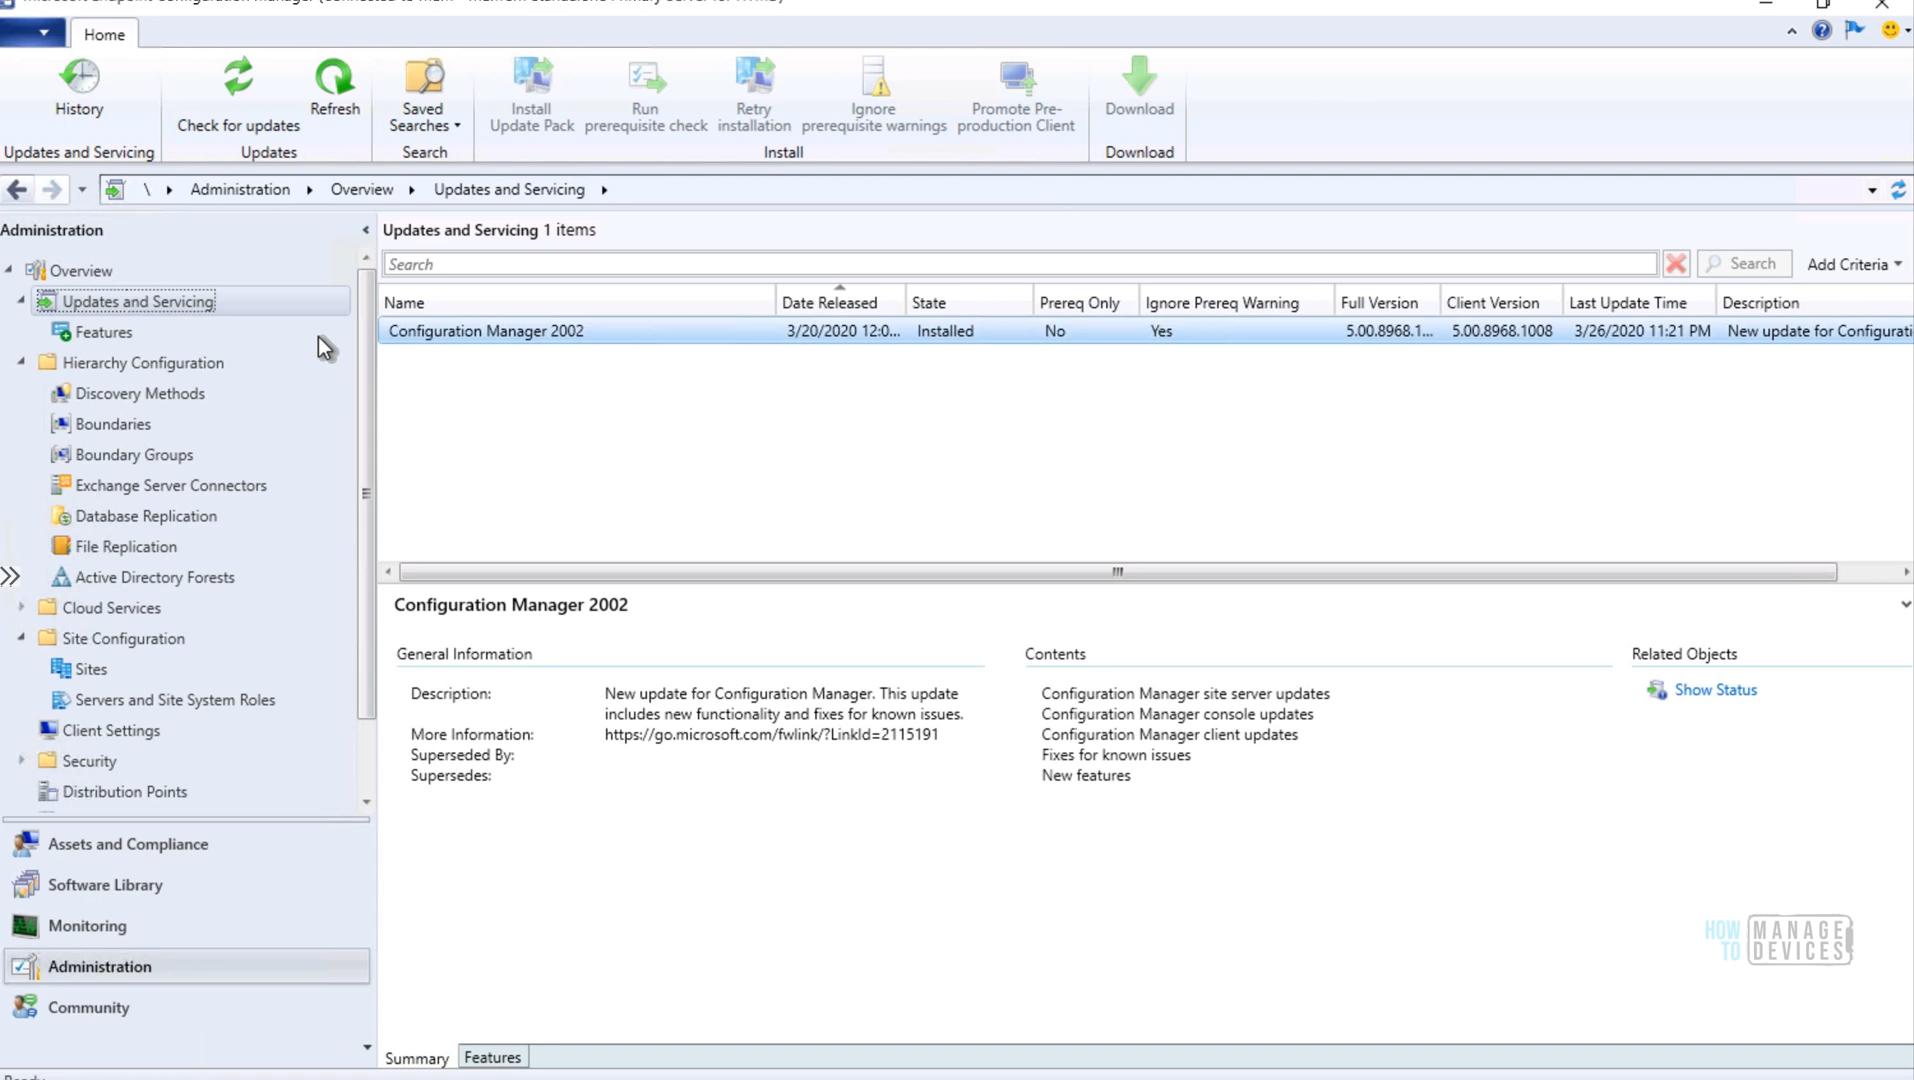 Home
History
Check for updates
Refresh
Saved
Searches
Install
Update Pack
Run
prerequisite check
Retry
installation
Ignore
prerequisite warnings
Promote Pre-
production Client
Download
Updates and Servicing
Updates
Search
Install
Download
\ Administration Overview Updates and Servicing
Administration
Overview
Updates and Servicing
Features
Hierarchy Configuration
Discovery Methods
Boundaries
Boundary Groups
Exchange Server Connectors
Database Replication
File Replication
Active Directory Forests
Cloud Services
Site Configuration
Sites
Servers and Site System Roles
Client Settings
Security
Distribution Points
Assets and Compliance
Software Library
Monitoring
Administration
Community
Updates and Servicing 1 items
Search Search Add Criteria
Name Date Released State Prereq Only Ignore Prereq Warning Full Version Client Version Last Update Time Description
Configuration Manager 2002 3/20/2020 12:0... Installed No Yes 5.00.8968.1... 5.00.8968.1008 3/26/2020 11:21 PM New update for Configurati
Configuration Manager 2002
General Information
Description: New update for Configuration Manager. This update
includes new functionality and fixes for known issues.
More Information: https://go.microsoft.com/fwlink/?LinkId=2115191
Superseded By:
Supersedes:
Contents
Configuration Manager site server updates
Configuration Manager console updates
Configuration Manager client updates
Fixes for known issues
New features
Related Objects
Show Status
HOW TO MANAGE DEVICES
Summary Features